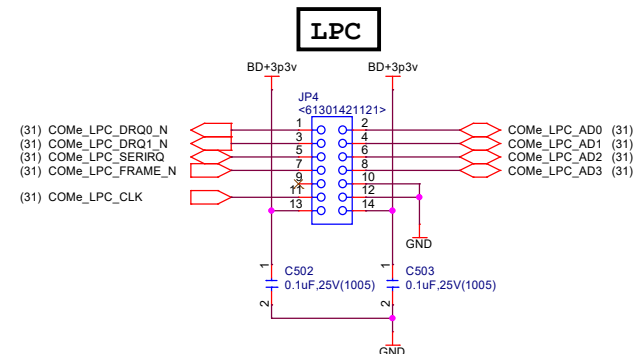 LPC
BD+3p3v BD+3p3v
JP4
<61301421121>
(31) COMe_LPC_DRQ0_N 1 2 COMe_LPC_AD0 (31)
(31) COMe_LPC_DRQ1_N 3 4 COMe_LPC_AD1 (31)
(31) COMe_LPC_SERIRQ 5 6 COMe_LPC_AD2 (31)
(31) COMe_LPC_FRAME_N 7 8 COMe_LPC_AD3 (31)
9 10
(31) COMe_LPC_CLK 11 12
13 14
GND
1 1
C502 C503
0.1uF,25V(1005) 0.1uF,25V(1005)
2 2
GND